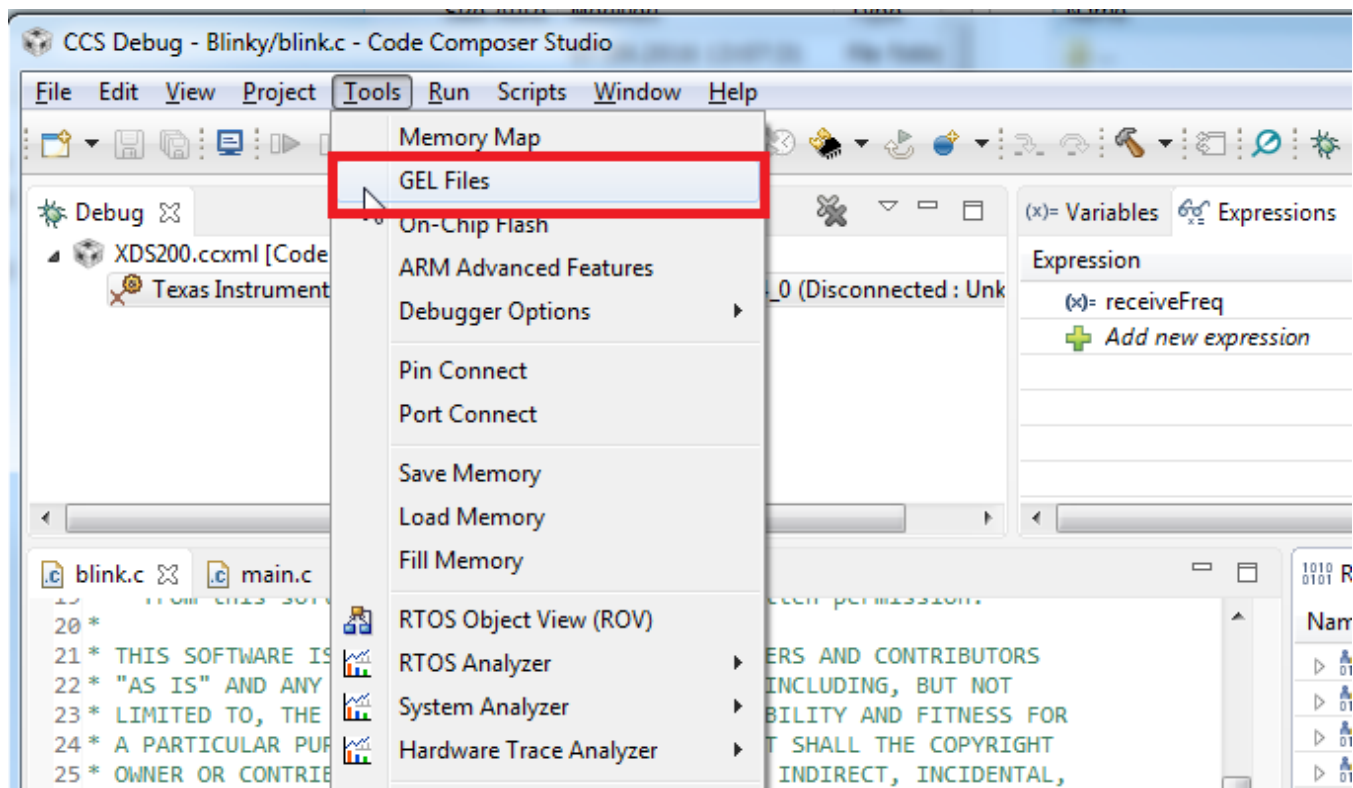 CCS Debug - Blinky/blink.c - Code Composer Studio
File Edit View Project Tools Run Scripts Window Help
Memory Map
GEL Files
On-Chip Flash
ARM Advanced Features
Debugger Options
Pin Connect
Port Connect
Save Memory
Load Memory
Fill Memory
RTOS Object View (ROV)
RTOS Analyzer
System Analyzer
Hardware Trace Analyzer
Debug
XDS200.ccxml [Code
Texas Instrument _0 (Disconnected : Unk
(x)= Variables Expressions
Expression
(x)= receiveFreq
Add new expression
blink.c main.c
20 *
21 * THIS SOFTWARE IS ERS AND CONTRIBUTORS
22 * "AS IS" AND ANY INCLUDING, BUT NOT
23 * LIMITED TO, THE BILITY AND FITNESS FOR
24 * A PARTICULAR PUR T SHALL THE COPYRIGHT
25 * OWNER OR CONTRIB INDIRECT, INCIDENTAL,
1010 0101 R
Nam